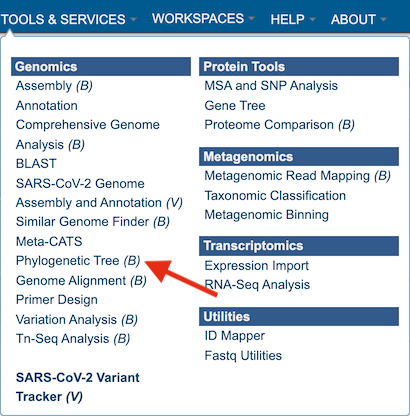 TOOLS & SERVICES WORKSPACES HELP ABOUT
Genomics
Assembly (B)
Annotation
Comprehensive Genome
Analysis (B)
BLAST
SARS-CoV-2 Genome
Assembly and Annotation (V)
Similar Genome Finder (B)
Meta-CATS
Phylogenetic Tree (B)
Genome Alignment (B)
Primer Design
Variation Analysis (B)
Tn-Seq Analysis (B)
SARS-CoV-2 Variant
Tracker (V)
Protein Tools
MSA and SNP Analysis
Gene Tree
Proteome Comparison (B)
Metagenomics
Metagenomic Read Mapping (B)
Taxonomic Classification
Metagenomic Binning
Transcriptomics
Expression Import
RNA-Seq Analysis
Utilities
ID Mapper
Fastq Utilities